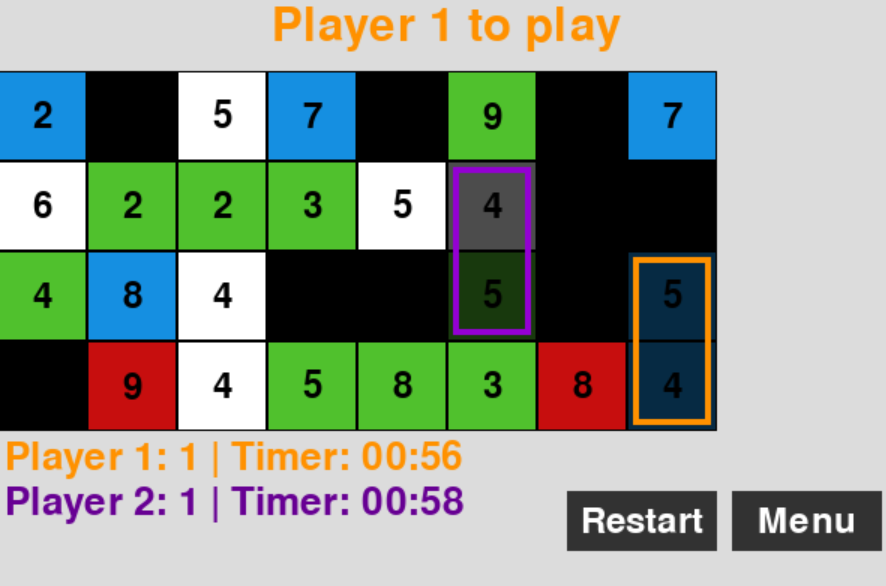 Player 1 to play
2 5 7 9 7
6 2 2 3 5 4
4 8 4 5 5
9 4 5 8 3 8 4
Player 1: 1 | Timer: 00:56
Player 2: 1 | Timer: 00:58
Restart Menu